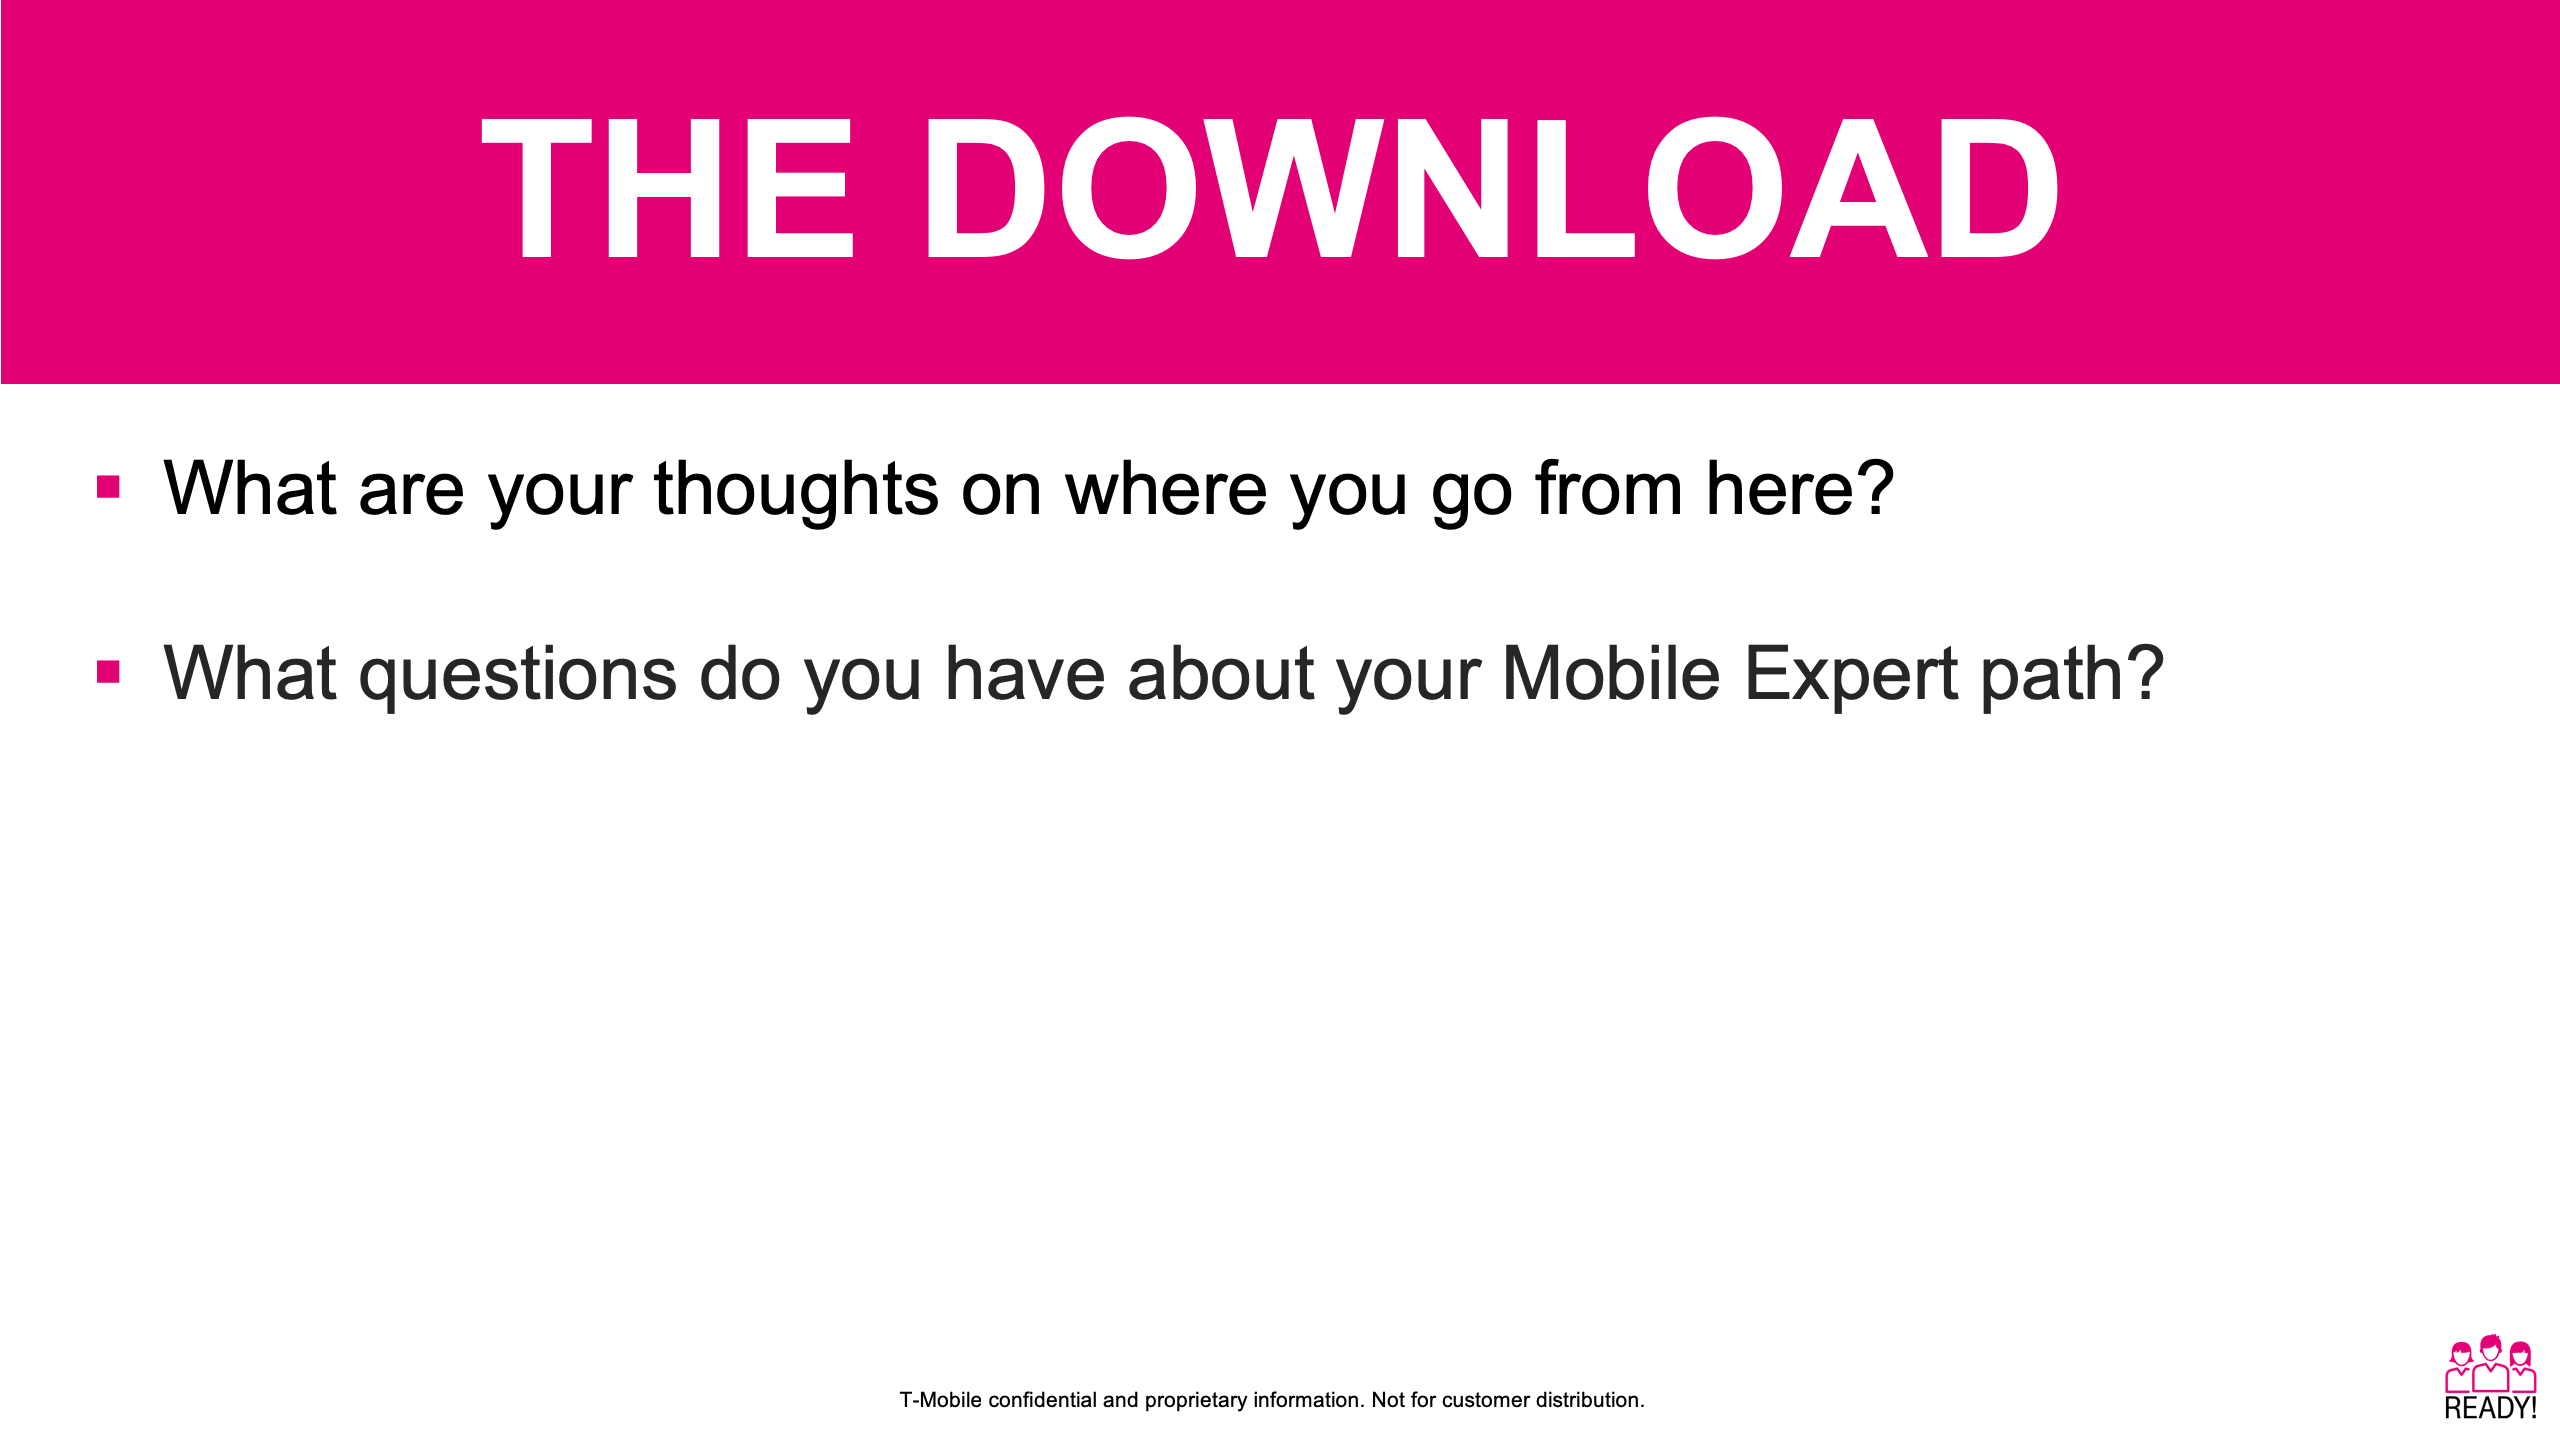 THE DOWNLOAD
▪ What are your thoughts on where you go from here?
▪ What questions do you have about your Mobile Expert path?
T-Mobile confidential and proprietary information. Not for customer distribution.
READY!